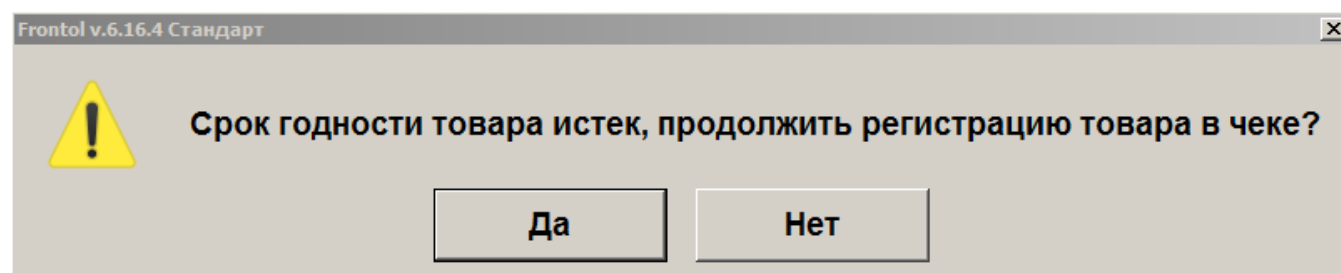 Frontol v.6.16.4 Стандарт
Срок годности товара истек, продолжить регистрацию товара в чеке?
Да
Нет